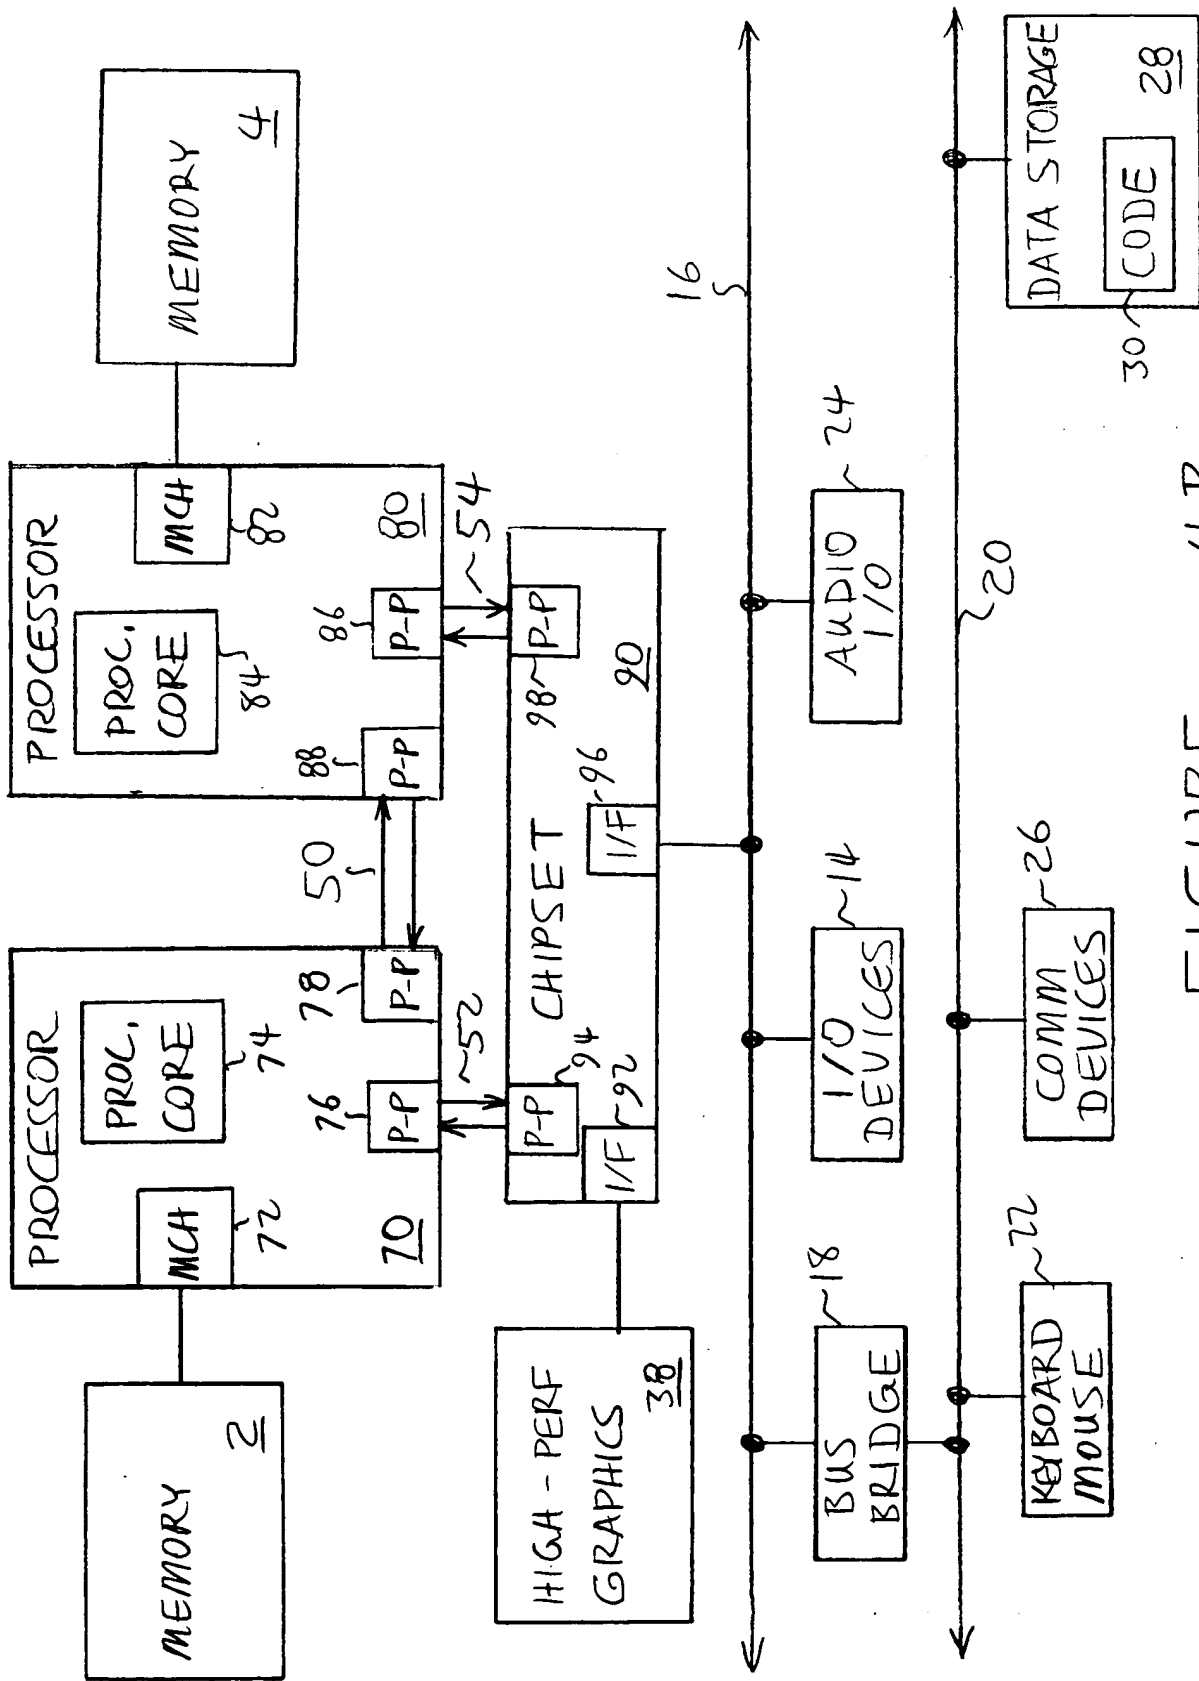 MEMORY
2
PROCESSOR
PROC.
CORE
74
MCH
72
76
P-P
78
P-P
70
50
PROCESSOR
PROC.
CORE
84
MCH
82
88
P-P
86
P-P
80
MEMORY
4
~52
~54
HIGH-PERF
GRAPHICS
38
P-P
94
I/F
92
CHIPSET
98
P-P
I/F
96
90
16
BUS
BRIDGE
18
I/O
DEVICES
14
AUDIO
I/O
24
20
KEYBOARD
MOUSE
22
COMM
DEVICES
26
DATA STORAGE
30
CODE
28
FIGURE